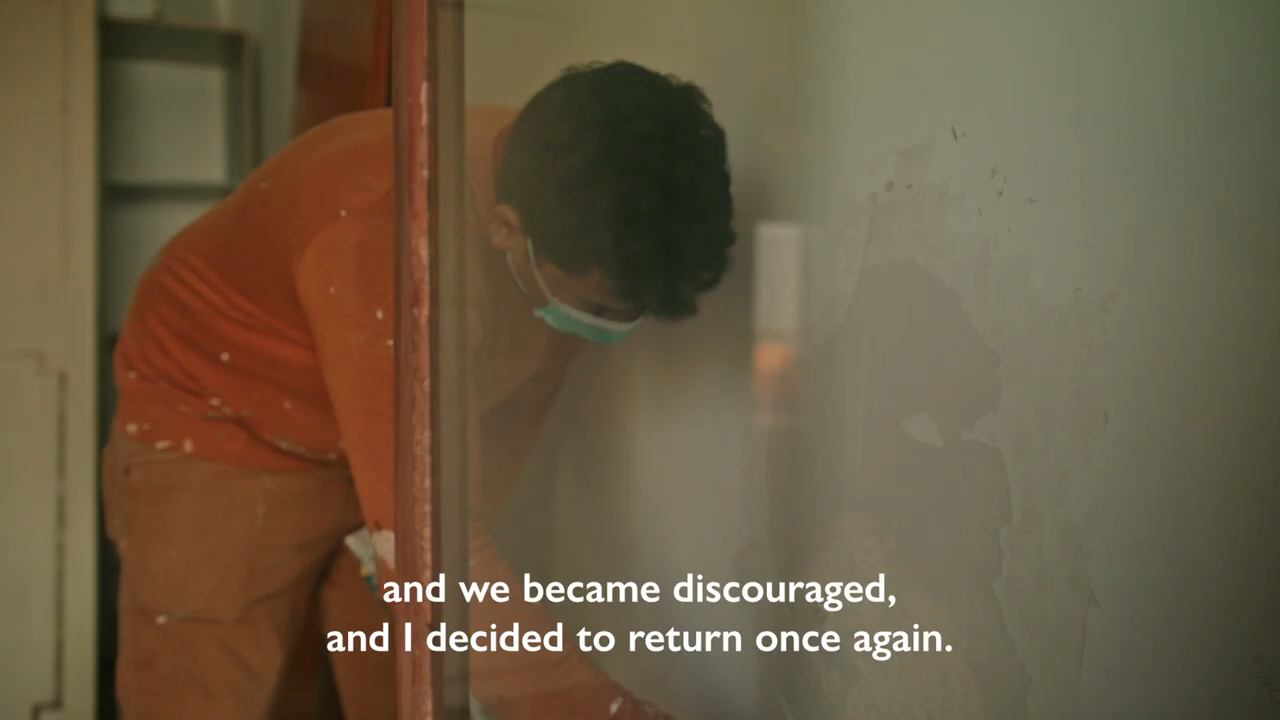 and we became discouraged,
and I decided to return once again.